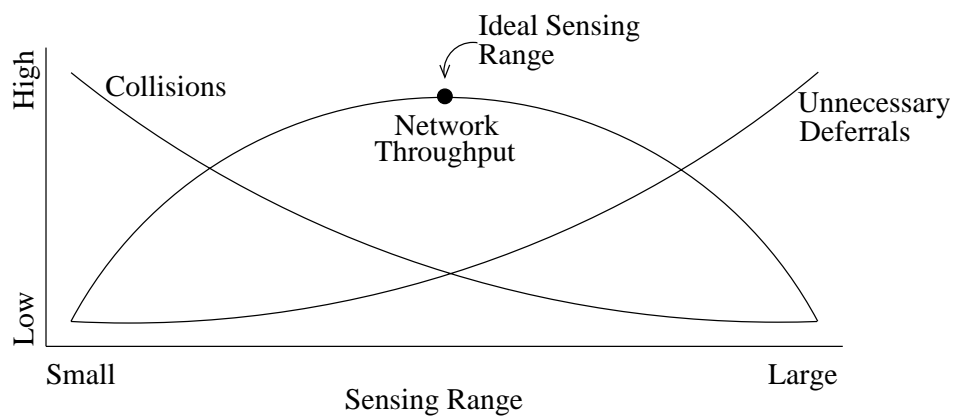 Ideal Sensing
Range
High
Collisions
Unnecessary
Deferrals
Network
Throughput
Low
Small
Large
Sensing Range